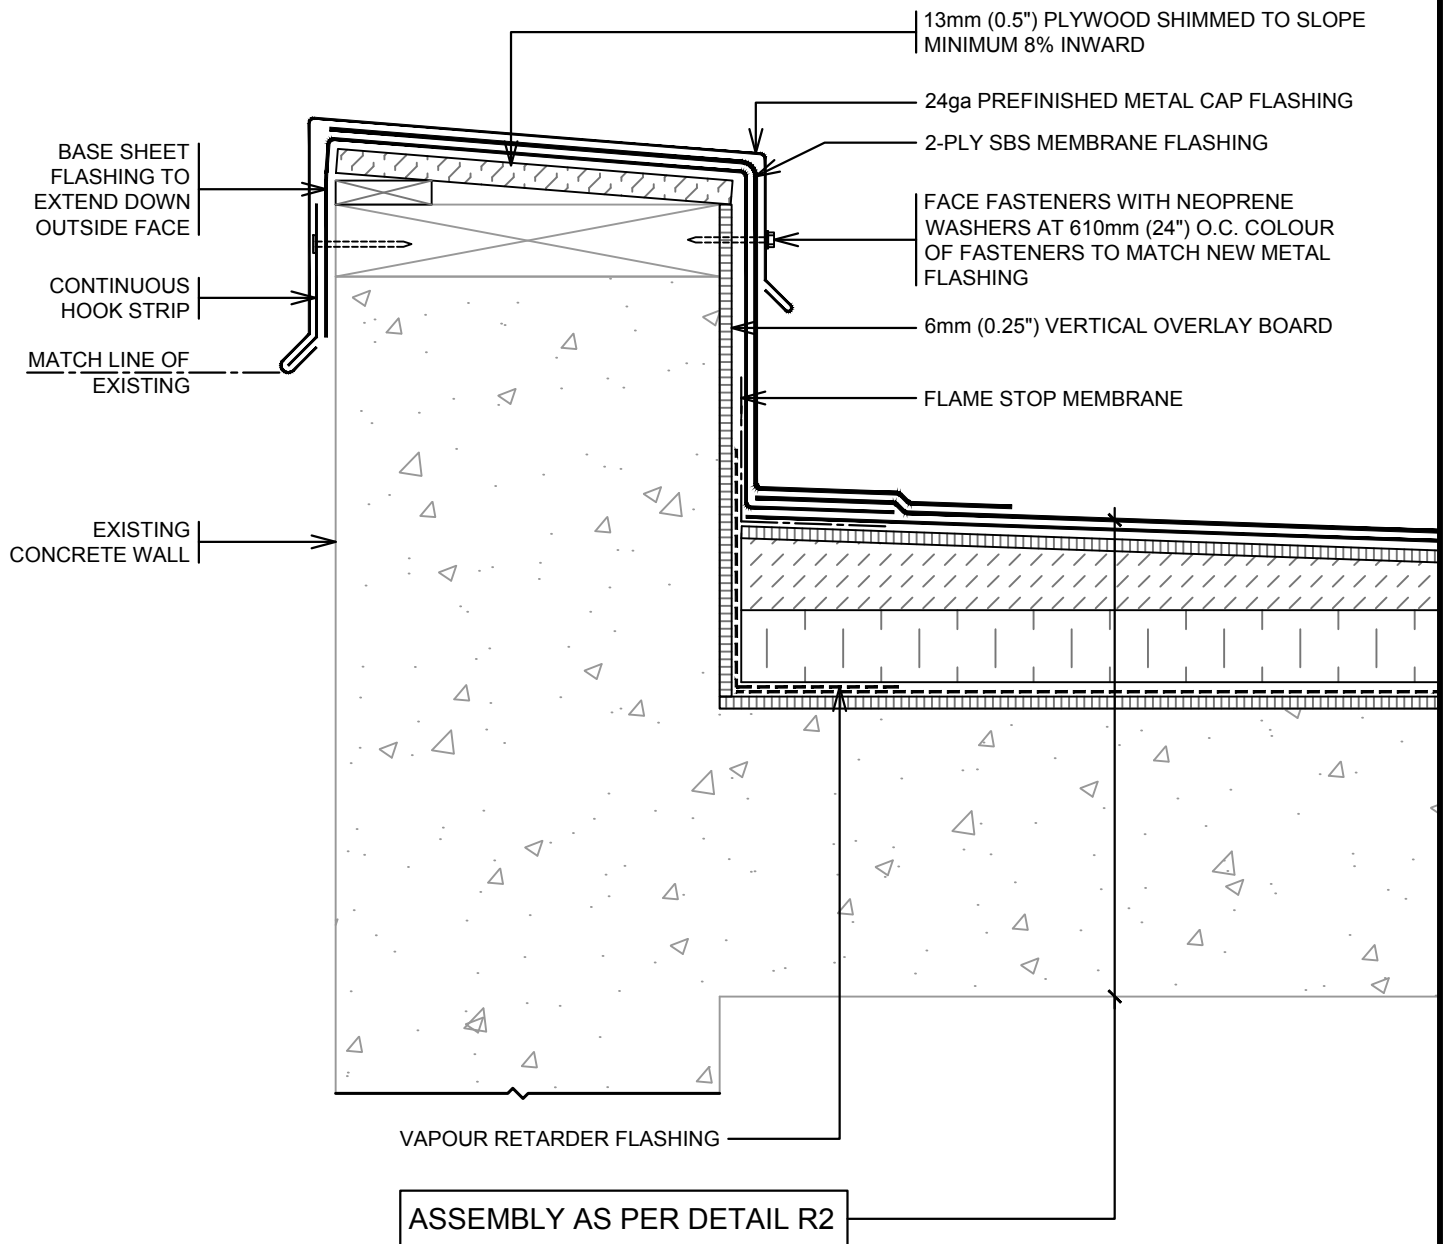 13mm (0.5") PLYWOOD SHIMMED TO SLOPE
MINIMUM 8% INWARD
24ga PREFINISHED METAL CAP FLASHING
2-PLY SBS MEMBRANE FLASHING
FACE FASTENERS WITH NEOPRENE
WASHERS AT 610mm (24") O.C. COLOUR
OF FASTENERS TO MATCH NEW METAL
FLASHING
6mm (0.25") VERTICAL OVERLAY BOARD
FLAME STOP MEMBRANE
BASE SHEET
FLASHING TO
EXTEND DOWN
OUTSIDE FACE
CONTINUOUS
HOOK STRIP
MATCH LINE OF
EXISTING
EXISTING
CONCRETE WALL
VAPOUR RETARDER FLASHING
ASSEMBLY AS PER DETAIL R2